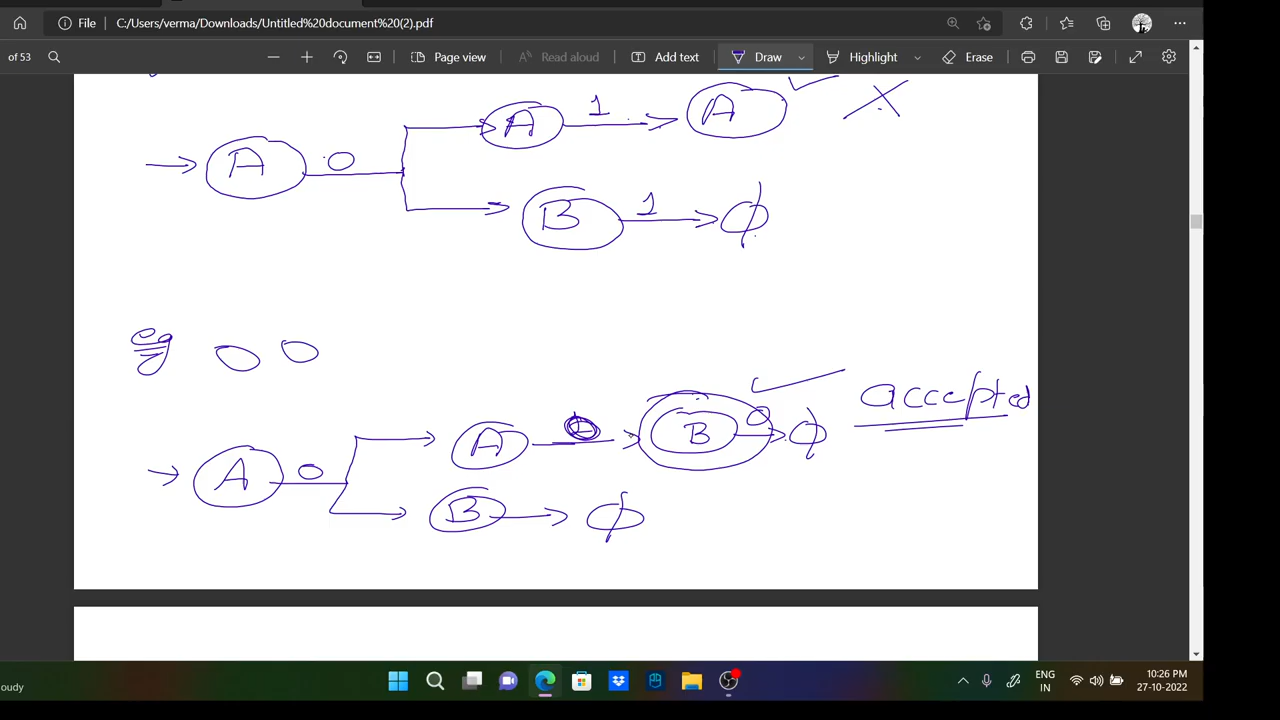 File C:/Users/verma/Downloads/Untitled%20document%20(2).pdf
of 53 Page view Read aloud Add text Draw Highlight Erase
A 0 A 1 A
B 1 ϕ
eg 0 0
A 0 A B 0 ϕ accepted
B ϕ
oudy
ENG
IN
10:26 PM
27-10-2022